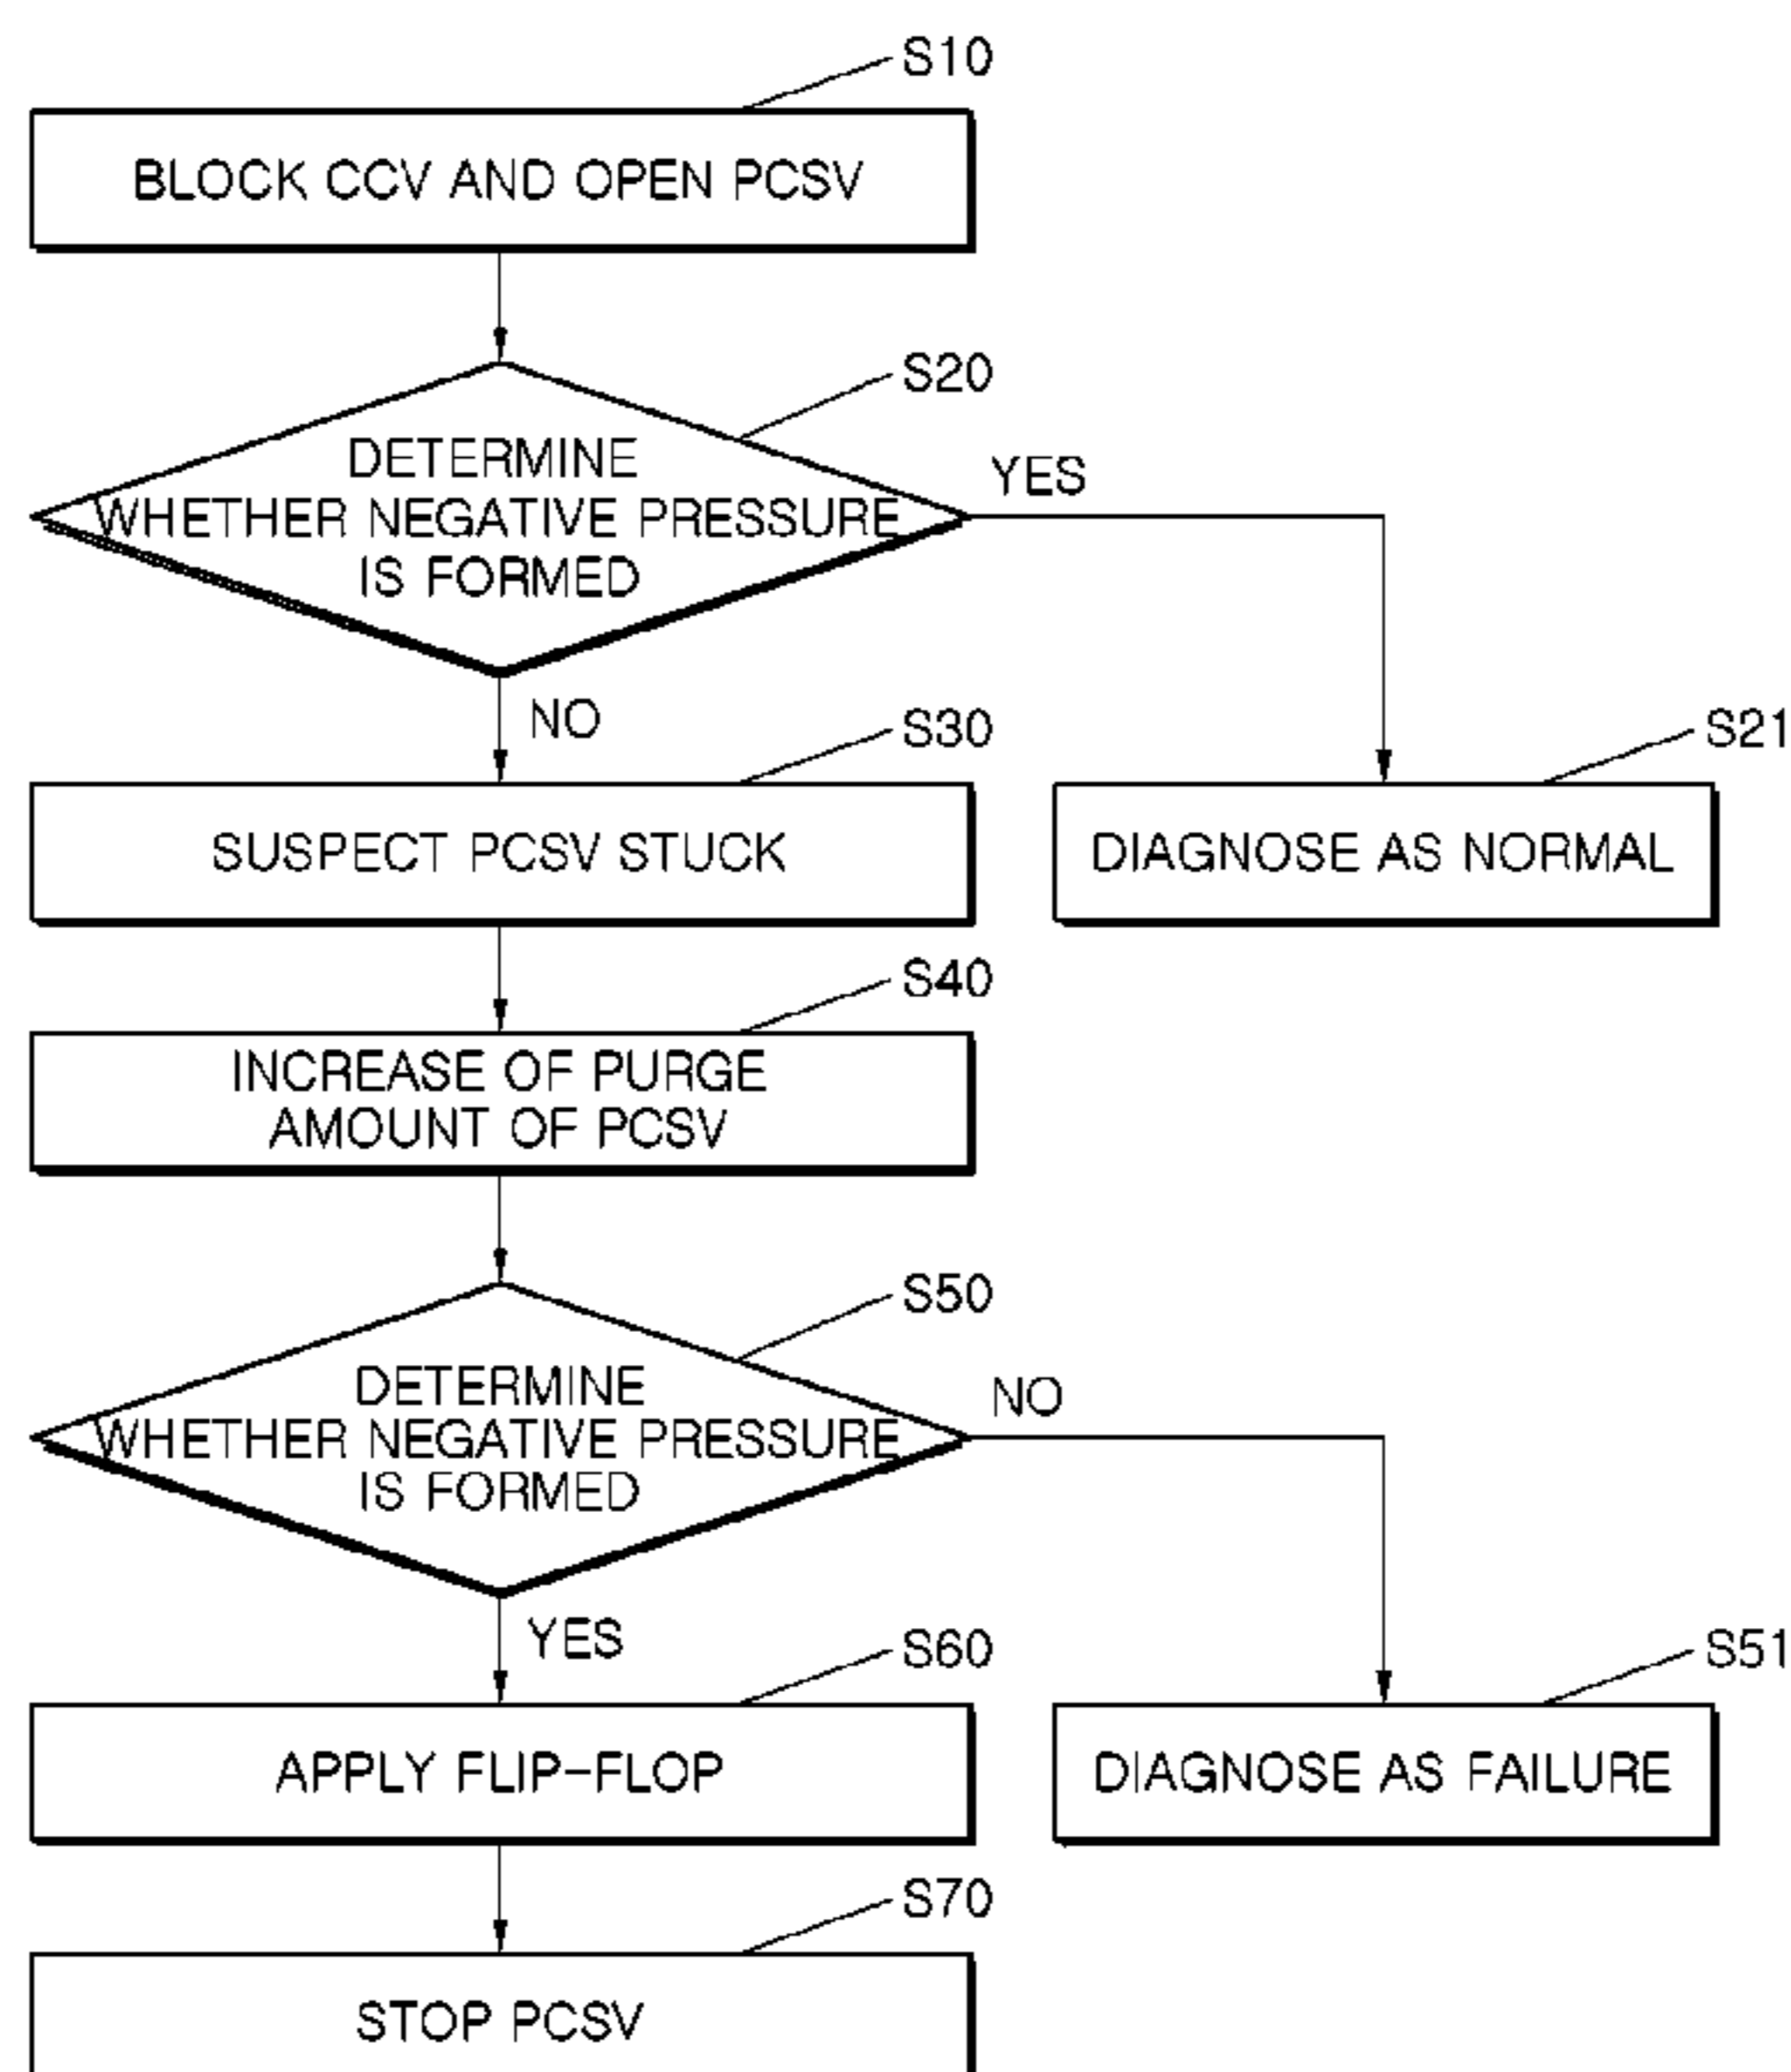 S10
BLOCK CCV AND OPEN PCSV
S20
DETERMINE
WHETHER NEGATIVE PRESSURE
IS FORMED
YES
NO
S30
SUSPECT PCSV STUCK
S21
DIAGNOSE AS NORMAL
S40
INCREASE OF PURGE
AMOUNT OF PCSV
S50
DETERMINE
WHETHER NEGATIVE PRESSURE
IS FORMED
NO
YES
S60
APPLY FLIP-FLOP
S51
DIAGNOSE AS FAILURE
S70
STOP PCSV